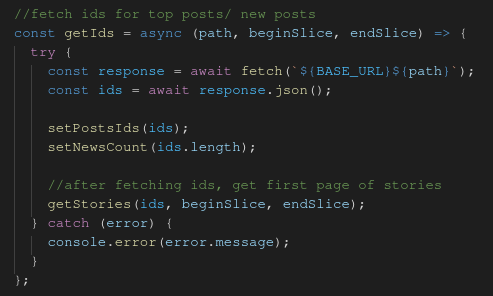 //fetch ids for top posts/ new posts
const getIds = async (path, beginSlice, endSlice) => {
  try {
    const response = await fetch(`${BASE_URL}${path}`);
    const ids = await response.json();

    setPostsIds(ids);
    setNewsCount(ids.length);

    //after fetching ids, get first page of stories
    getStories(ids, beginSlice, endSlice);
  } catch (error) {
    console.error(error.message);
  }
};